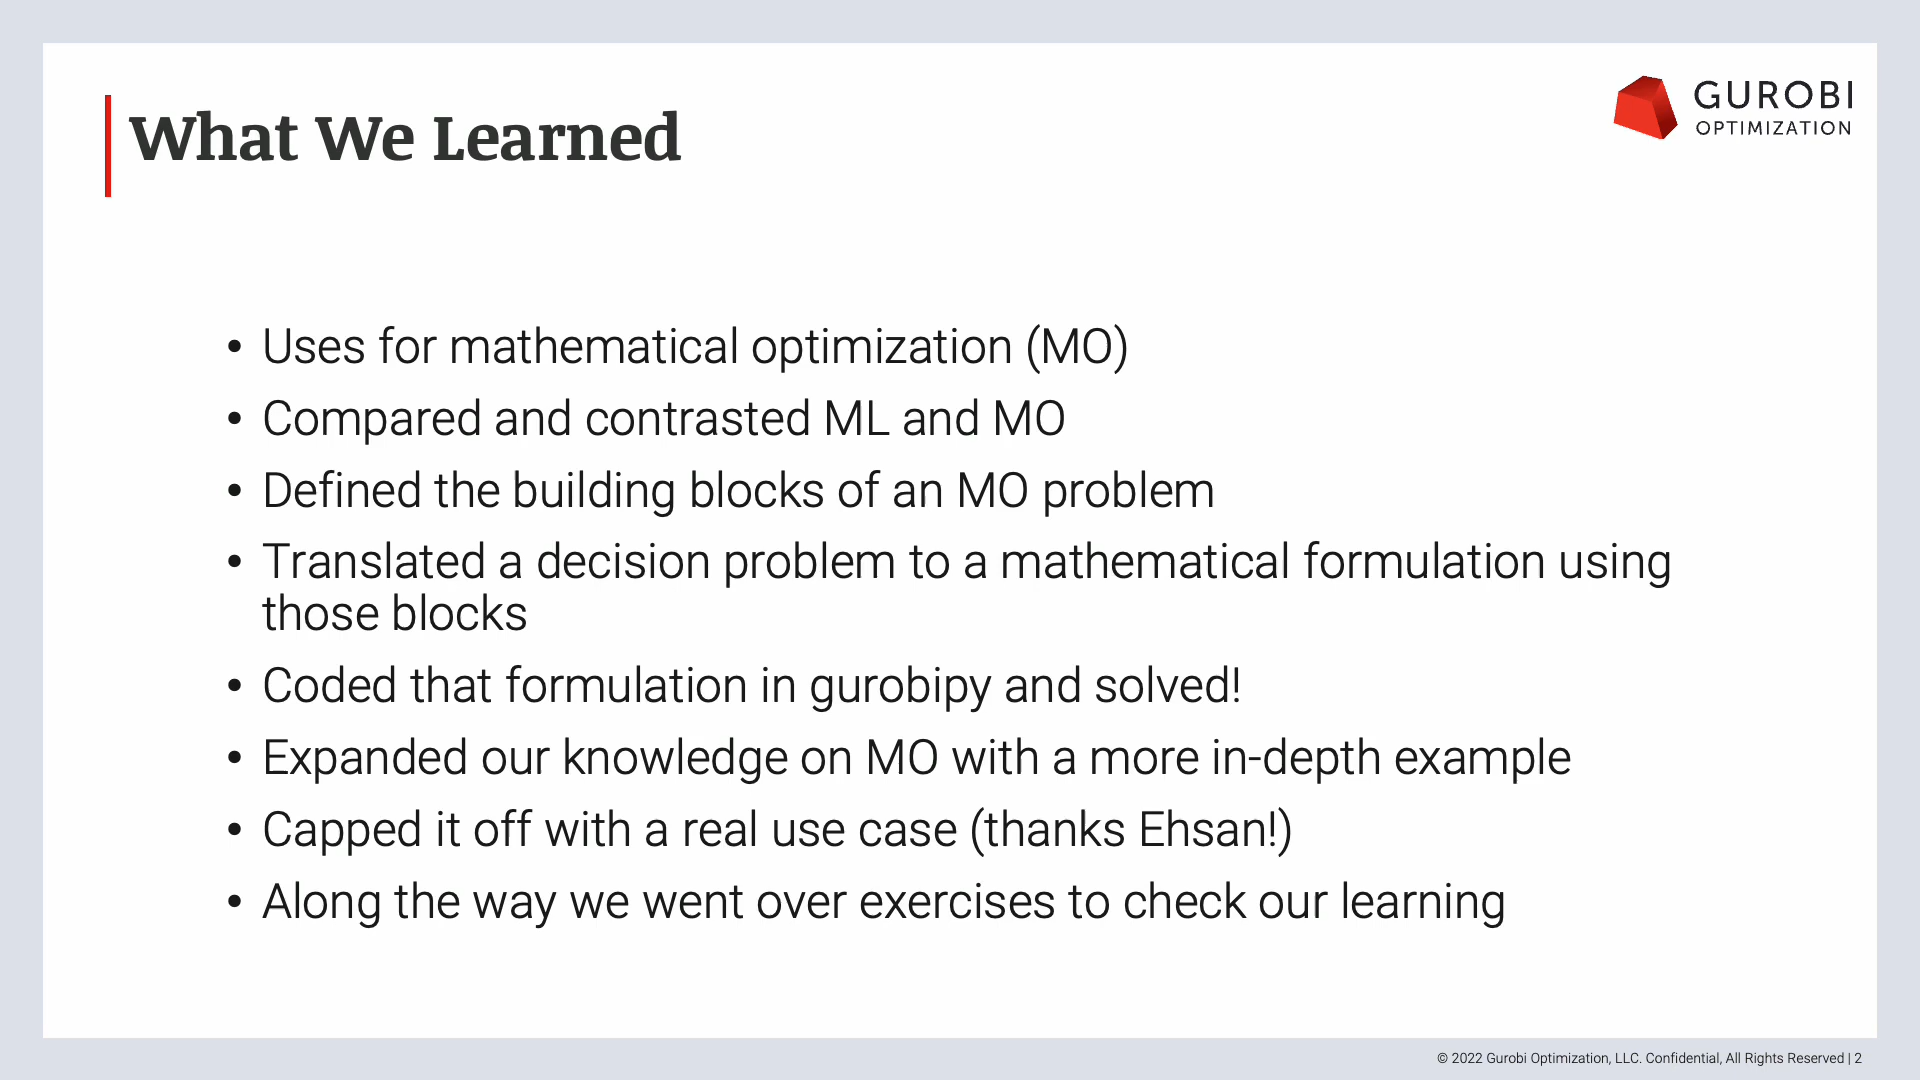 What We Learned
GUROBI
OPTIMIZATION
• Uses for mathematical optimization (MO)
• Compared and contrasted ML and MO
• Defined the building blocks of an MO problem
• Translated a decision problem to a mathematical formulation using
those blocks
• Coded that formulation in gurobipy and solved!
• Expanded our knowledge on MO with a more in-depth example
• Capped it off with a real use case (thanks Ehsan!)
• Along the way we went over exercises to check our learning
© 2022 Gurobi Optimization, LLC. Confidential, All Rights Reserved | 2